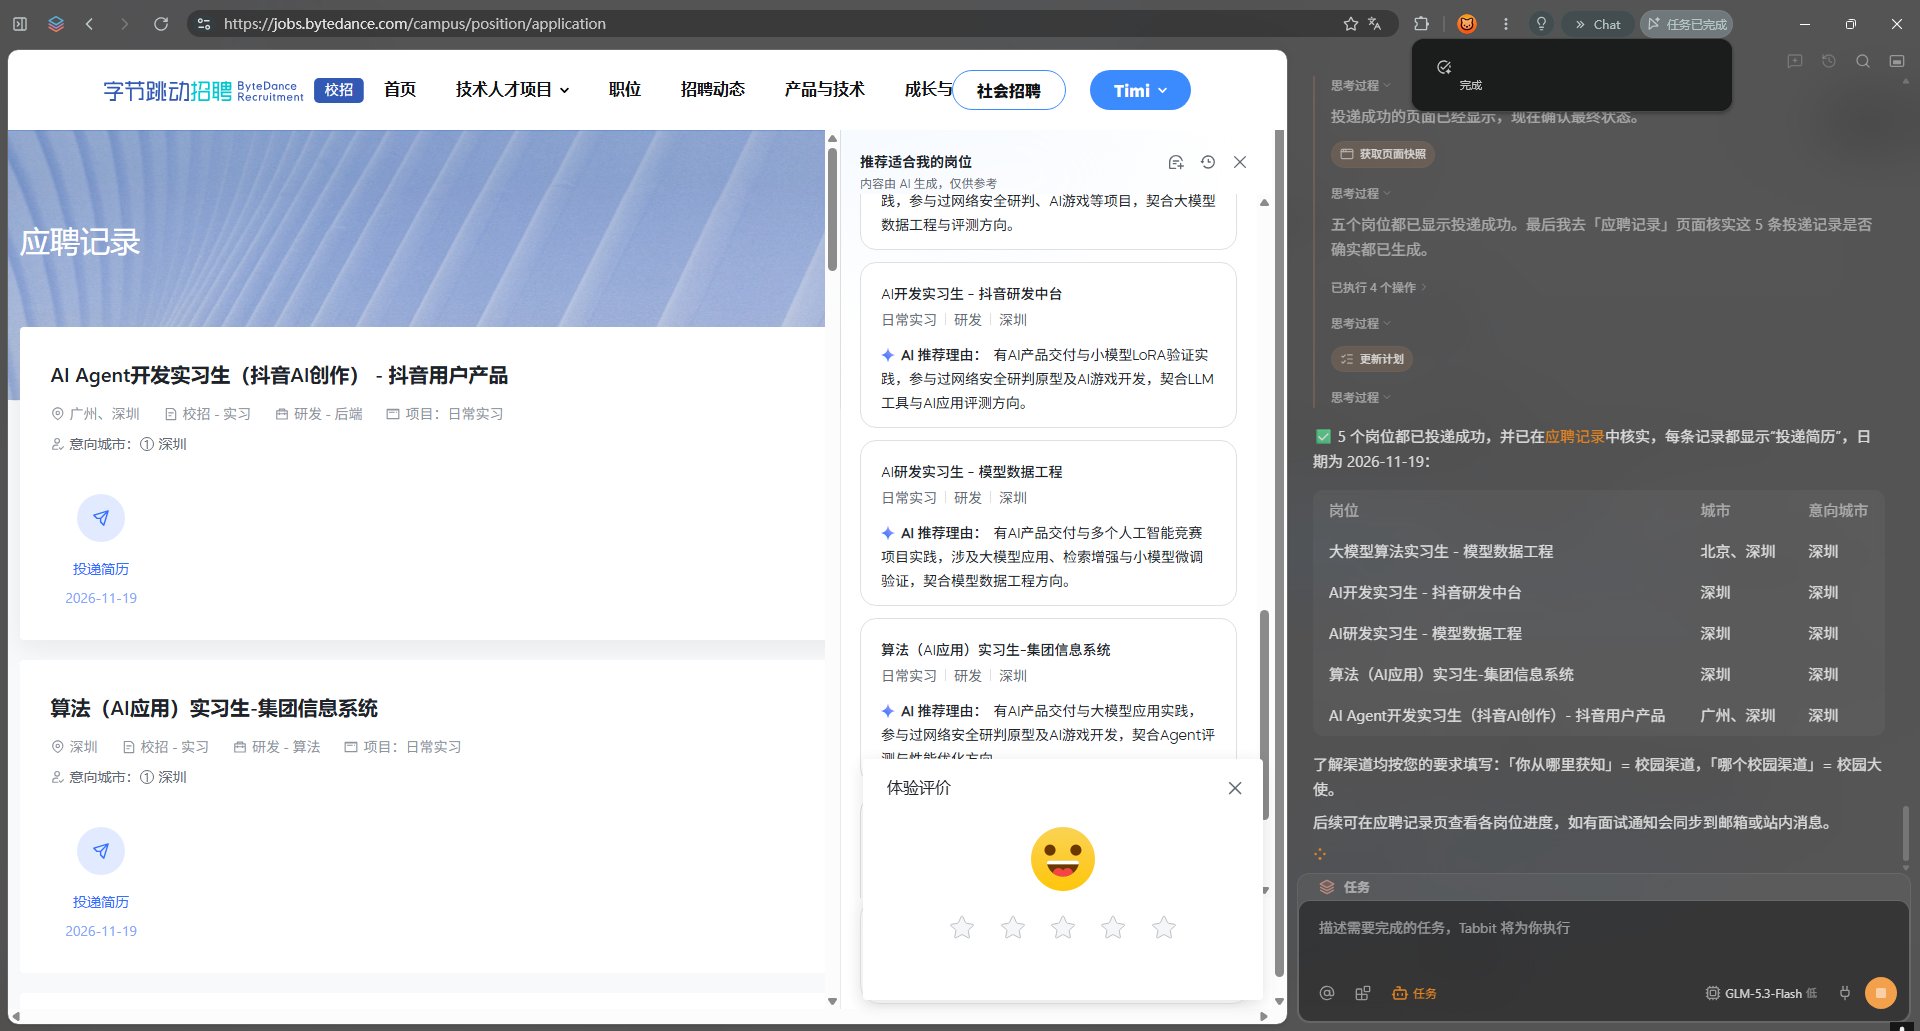 https://jobs.bytedance.com/campus/position/application
Chat
任务已完成
完成
字节跳动招聘 ByteDance Recruitment 校招 首页 技术人才项目 职位 招聘动态 产品与技术 成长与 社会招聘 Timi
应聘记录
AI Agent开发实习生（抖音AI创作） - 抖音用户产品
广州、深圳 校招 - 实习 研发 - 后端 项目：日常实习
意向城市：① 深圳
投递简历
2026-11-19
算法（AI应用）实习生-集团信息系统
深圳 校招 - 实习 研发 - 算法 项目：日常实习
意向城市：① 深圳
投递简历
2026-11-19
推荐适合我的岗位
内容由 AI 生成，仅供参考
践，参与过网络安全研判、AI游戏等项目，契合大模型
数据工程与评测方向。
AI开发实习生 - 抖音研发中台
日常实习 研发 深圳
AI 推荐理由： 有AI产品交付与小模型LoRA验证实
践，参与过网络安全研判原型及AI游戏开发，契合LLM
工具与AI应用评测方向。
AI研发实习生 - 模型数据工程
日常实习 研发 深圳
AI 推荐理由： 有AI产品交付与多个人工智能竞赛
项目实践，涉及大模型应用、检索增强与小模型微调
验证，契合模型数据工程方向。
算法（AI应用）实习生-集团信息系统
日常实习 研发 深圳
AI 推荐理由： 有AI产品交付与大模型应用实践，
参与过网络安全研判原型及AI游戏开发，契合Agent评
测与性能优化方向
体验评价
思考过程
投递成功的页面已经显示，现在确认最终状态。
获取页面快照
思考过程
五个岗位都已显示投递成功。最后我去「应聘记录」页面核实这 5 条投递记录是否
确实都已生成。
已执行 4 个操作
思考过程
更新计划
思考过程
✅ 5 个岗位都已投递成功，并已在应聘记录中核实，每条记录都显示“投递简历”，日
期为 2026-11-19：
岗位 城市 意向城市
大模型算法实习生 - 模型数据工程 北京、深圳 深圳
AI开发实习生 - 抖音研发中台 深圳 深圳
AI研发实习生 - 模型数据工程 深圳 深圳
算法（AI应用）实习生-集团信息系统 深圳 深圳
AI Agent开发实习生（抖音AI创作）- 抖音用户产品 广州、深圳 深圳
了解渠道均按您的要求填写：「你从哪里获知」= 校园渠道，「哪个校园渠道」= 校园大
使。
后续可在应聘记录页查看各岗位进度，如有面试通知会同步到邮箱或站内消息。
任务
描述需要完成的任务，Tabbit 将为你执行
任务
GLM-5.3-Flash 低